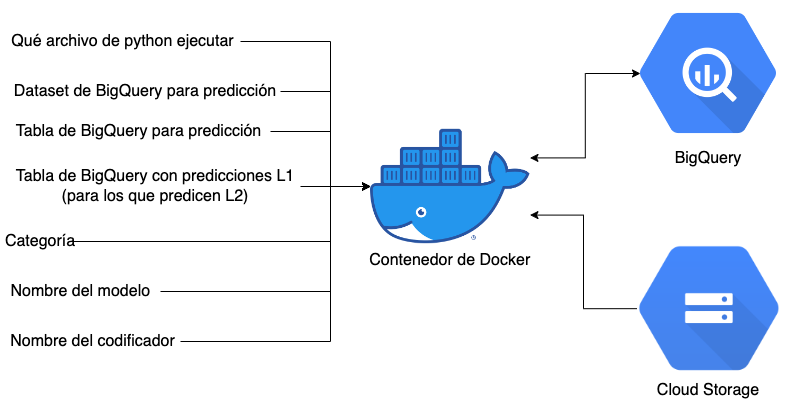 Qué archivo de python ejecutar
Dataset de BigQuery para predicción
Tabla de BigQuery para predicción
Tabla de BigQuery con predicciones L1
(para los que predicen L2)
Categoría
Nombre del modelo
Nombre del codificador
Contenedor de Docker
BigQuery
Cloud Storage